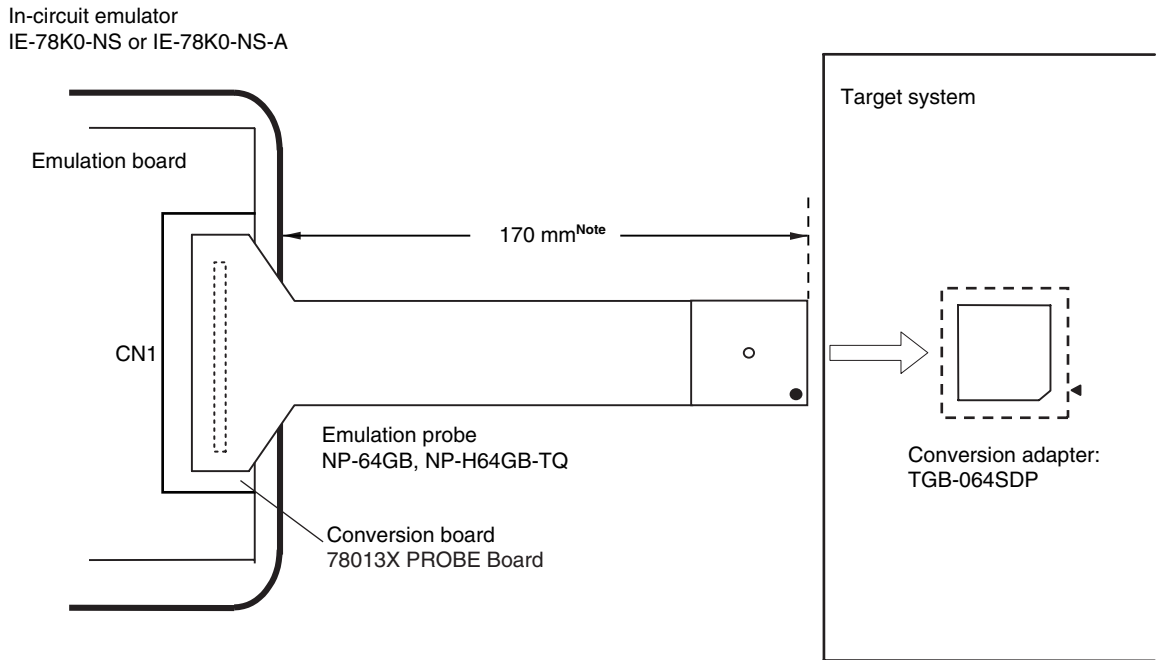 In-circuit emulator
IE-78K0-NS or IE-78K0-NS-A
Target system
Emulation board
170 mmNote
CN1
Emulation probe
NP-64GB, NP-H64GB-TQ
Conversion adapter:
TGB-064SDP
Conversion board
78013X PROBE Board